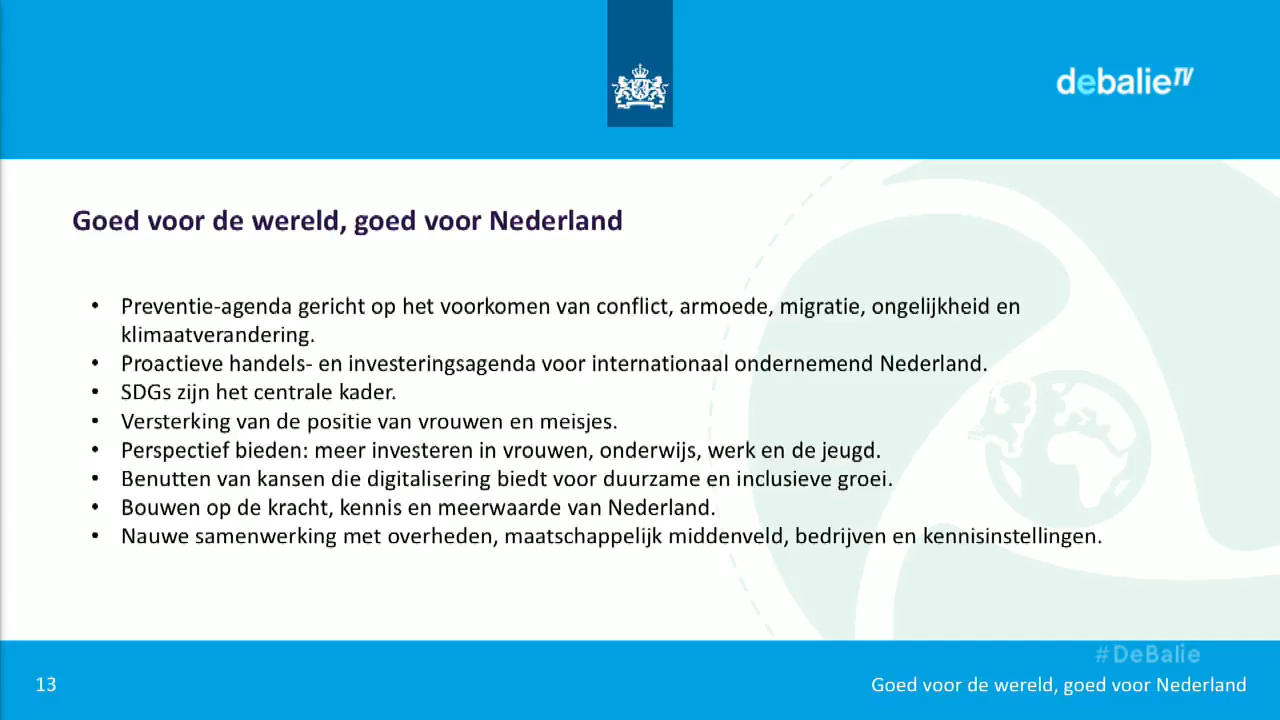 debalieTV
Goed voor de wereld, goed voor Nederland
• Preventie-agenda gericht op het voorkomen van conflict, armoede, migratie, ongelijkheid en
klimaatverandering.
• Proactieve handels- en investeringsagenda voor internationaal ondernemend Nederland.
• SDGs zijn het centrale kader.
• Versterking van de positie van vrouwen en meisjes.
• Perspectief bieden: meer investeren in vrouwen, onderwijs, werk en de jeugd.
• Benutten van kansen die digitalisering biedt voor duurzame en inclusieve groei.
• Bouwen op de kracht, kennis en meerwaarde van Nederland.
• Nauwe samenwerking met overheden, maatschappelijk middenveld, bedrijven en kennisinstellingen.
#DeBalie
13
Goed voor de wereld, goed voor Nederland